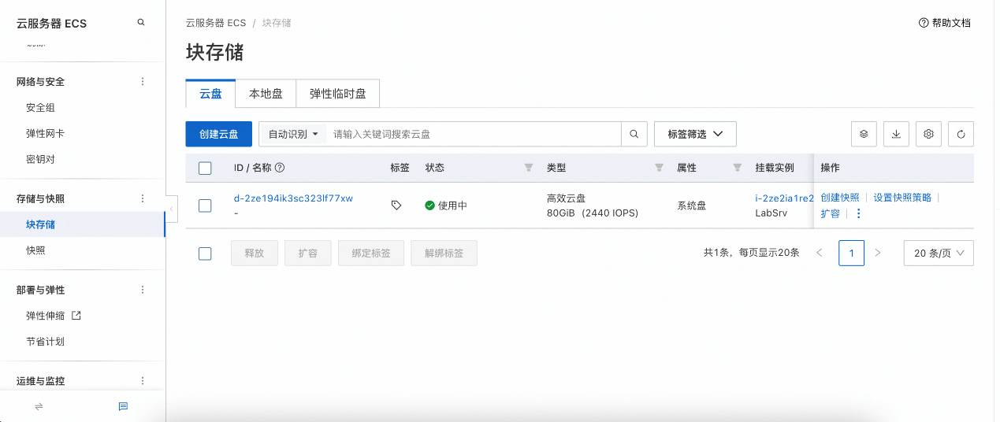 云服务器 ECS
网络与安全
安全组
弹性网卡
密钥对
存储与快照
块存储
快照
部署与弹性
弹性伸缩
节省计划
运维与监控
云服务器 ECS / 块存储
帮助文档
块存储
云盘 本地盘 弹性临时盘
创建云盘 自动识别 请输入关键词搜索云盘 标签筛选
ID / 名称 标签 状态 类型 属性 挂载实例 操作
d-2ze194ik3sc323lf77xw
-
使用中
高效云盘
80GiB (2440 IOPS)
系统盘
i-2ze2ia1re2
LabSrv
创建快照 设置快照策略
扩容
释放 扩容 绑定标签 解绑标签
共1条，每页显示20条 < 1 > 20 条/页